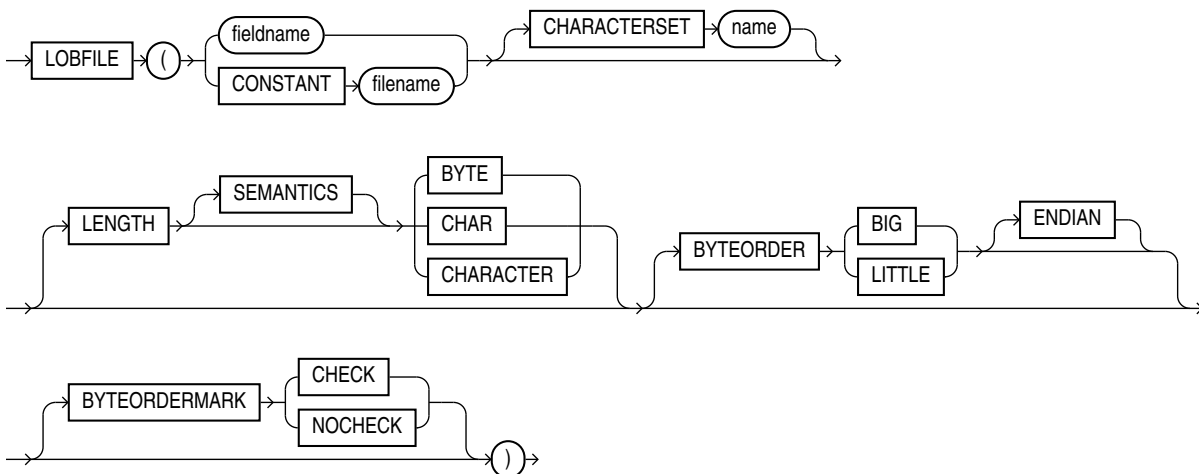 LOBFILE ( fieldname CHARACTERSET name
CONSTANT filename
LENGTH SEMANTICS BYTE
CHAR
CHARACTER
BYTEORDER BIG ENDIAN
LITTLE
BYTEORDERMARK CHECK
NOCHECK
)